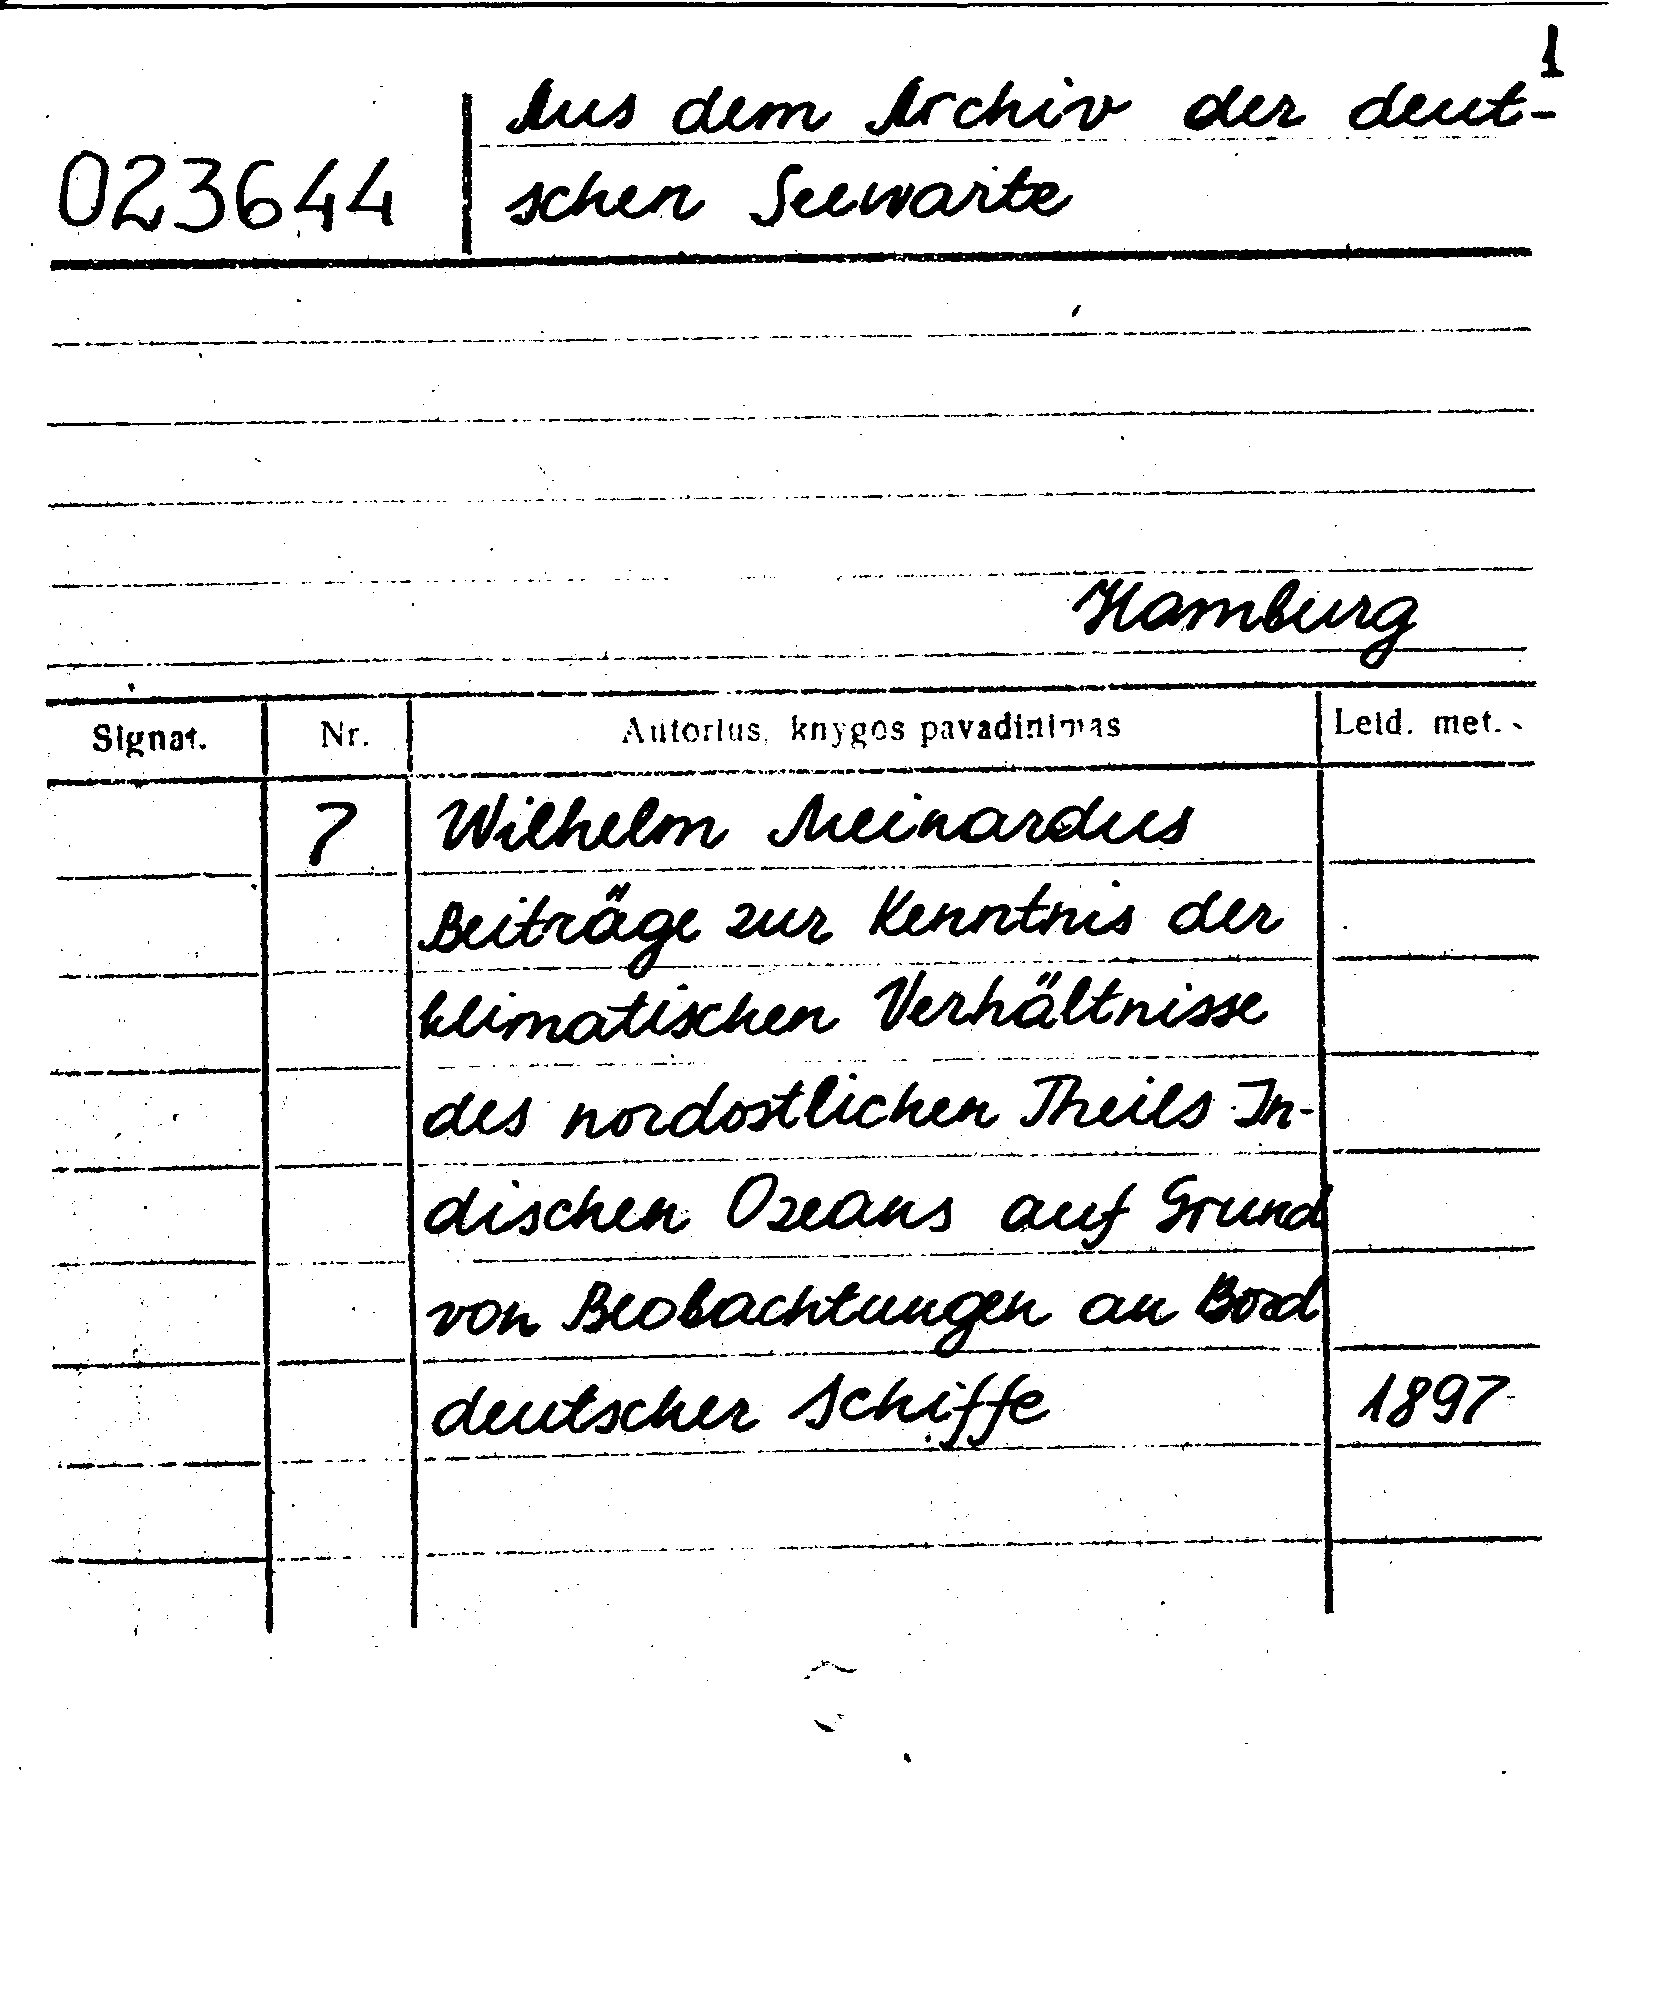 1
Aus dem Archiv der deut-
023644
schen Seewarte
Hamburg
Signat.
Nr.
Autorius, knygos pavadinimas
Leid. met.
7
Wilhelm Meinardus
Beiträge zur Kenntnis der
klimatischen Verhältnisse
des nordostlichen Theils In-
dischen Ozeans auf Grund
von Beobachtungen an Bord
deutscher Schiffe
1897